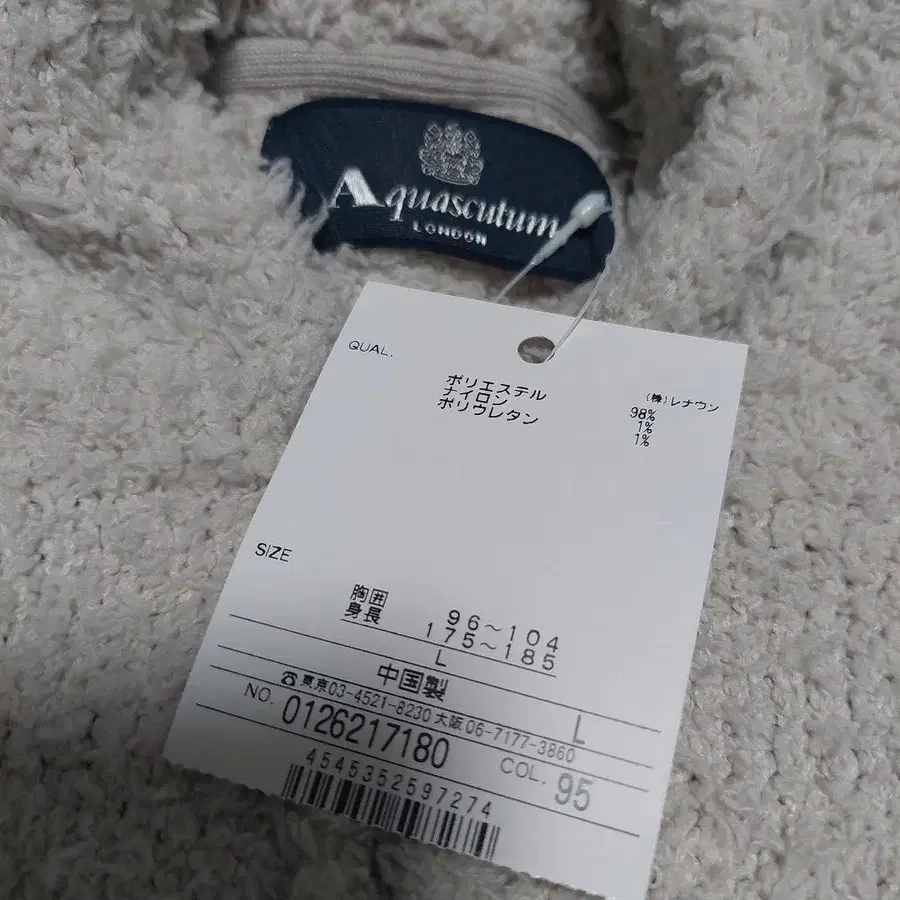 Aquascutum
LONDON
QUAL.
(株)レナウン
ポリエステル 98%
ナイロン 1%
ポリウレタン 1%
SIZE
胸囲 96~104
身長 175~185
L
中国製 L
☎東京03-4521-8230 大阪06-7177-3860
NO. 0126217180 COL. 95
4545352597274